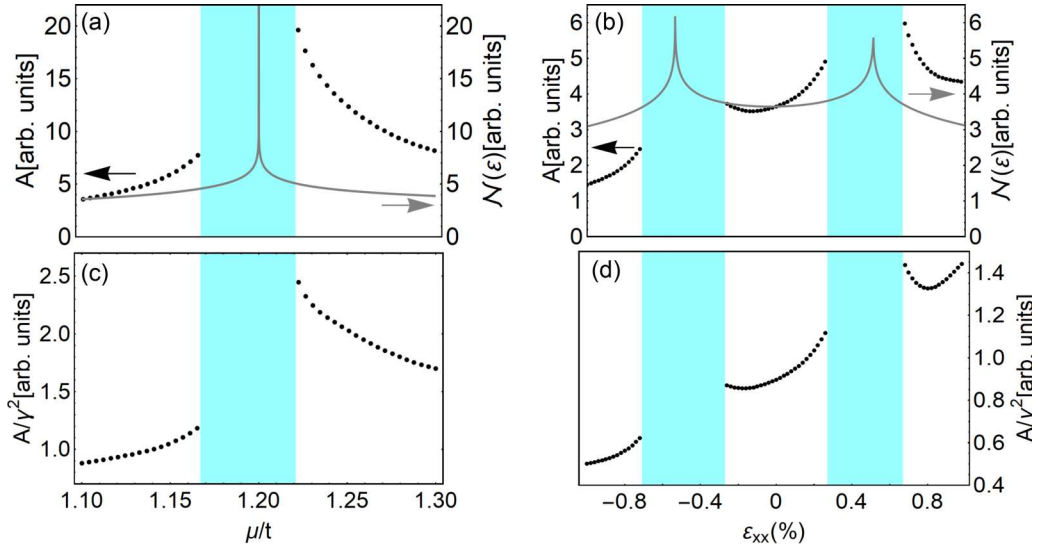 (a)
20
15
10
5
0
A[arb. units]
20
15
10
5
0
N(ε)[arb. units]
(b)
6
5
4
3
2
1
0
A[arb. units]
6
5
4
3
2
1
0
N(ε)[arb. units]
(c)
2.5
2.0
1.5
1.0
A/γ²[arb. units]
1.10 1.15 1.20 1.25 1.30
μ/t
(d)
1.4
1.2
1.0
0.8
0.6
0.4
A/γ²[arb. units]
−0.8 −0.4 0 0.4 0.8
εxx(%)